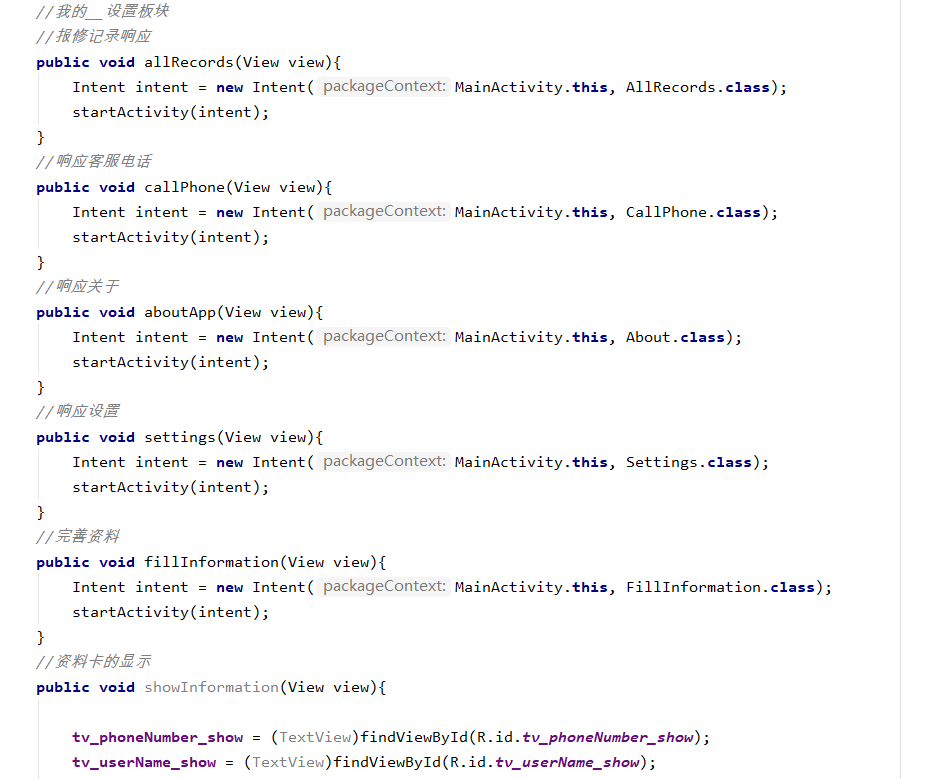 //我的__设置板块
//报修记录响应
public void allRecords(View view){
Intent intent = new Intent( packageContext: MainActivity.this, AllRecords.class);
startActivity(intent);
}
//响应客服电话
public void callPhone(View view){
Intent intent = new Intent( packageContext: MainActivity.this, CallPhone.class);
startActivity(intent);
}
//响应关于
public void aboutApp(View view){
Intent intent = new Intent( packageContext: MainActivity.this, About.class);
startActivity(intent);
}
//响应设置
public void settings(View view){
Intent intent = new Intent( packageContext: MainActivity.this, Settings.class);
startActivity(intent);
}
//完善资料
public void fillInformation(View view){
Intent intent = new Intent( packageContext: MainActivity.this, FillInformation.class);
startActivity(intent);
}
//资料卡的显示
public void showInformation(View view){
tv_phoneNumber_show = (TextView)findViewById(R.id.tv_phoneNumber_show);
tv_userName_show = (TextView)findViewById(R.id.tv_userName_show);